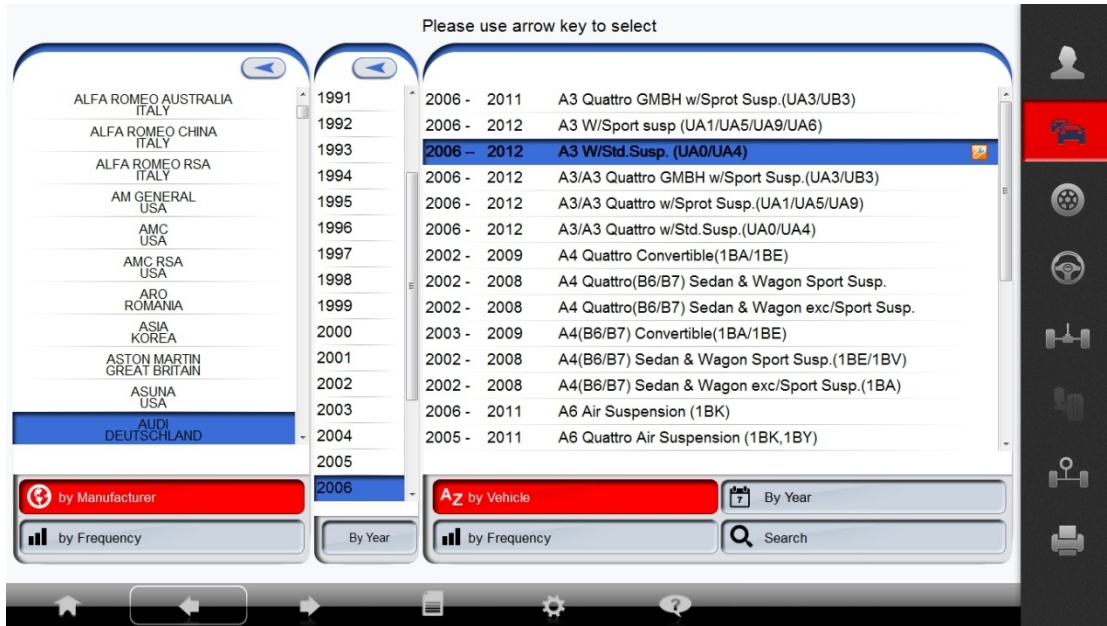 Please use arrow key to select
ALFA ROMEO AUSTRALIA
ITALY
ALFA ROMEO CHINA
ITALY
ALFA ROMEO RSA
ITALY
AM GENERAL
USA
AMC
USA
AMC RSA
USA
ARO
ROMANIA
ASIA
KOREA
ASTON MARTIN
GREAT BRITAIN
ASUNA
USA
AUDI
DEUTSCHLAND
by Manufacturer
by Frequency
1991
1992
1993
1994
1995
1996
1997
1998
1999
2000
2001
2002
2003
2004
2005
2006
By Year
2006 - 2011 A3 Quattro GMBH w/Sprot Susp.(UA3/UB3)
2006 - 2012 A3 W/Sport susp (UA1/UA5/UA9/UA6)
2006 -- 2012 A3 W/Std.Susp. (UA0/UA4)
2006 - 2012 A3/A3 Quattro GMBH w/Sport Susp.(UA3/UB3)
2006 - 2012 A3/A3 Quattro w/Sprot Susp.(UA1/UA5/UA9)
2006 - 2012 A3/A3 Quattro w/Std.Susp.(UA0/UA4)
2002 - 2009 A4 Quattro Convertible(1BA/1BE)
2002 - 2008 A4 Quattro(B6/B7) Sedan & Wagon Sport Susp.
2002 - 2008 A4 Quattro(B6/B7) Sedan & Wagon exc/Sport Susp.
2003 - 2009 A4(B6/B7) Convertible(1BA/1BE)
2002 - 2008 A4(B6/B7) Sedan & Wagon Sport Susp.(1BE/1BV)
2002 - 2008 A4(B6/B7) Sedan & Wagon exc/Sport Susp.(1BA)
2006 - 2011 A6 Air Suspension (1BK)
2005 - 2011 A6 Quattro Air Suspension (1BK,1BY)
AZ by Vehicle
7 By Year
by Frequency
Search
?